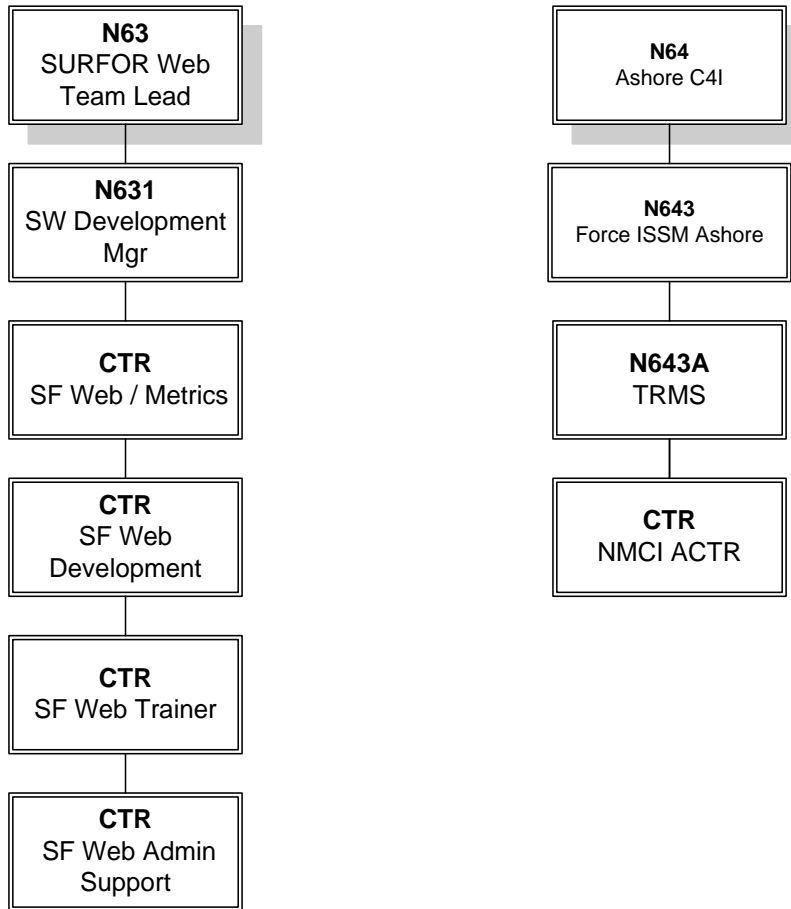 N63
SURFOR Web
Team Lead
N631
SW Development
Mgr
CTR
SF Web / Metrics
CTR
SF Web
Development
CTR
SF Web Trainer
CTR
SF Web Admin
Support
N64
Ashore C4I
N643
Force ISSM Ashore
N643A
TRMS
CTR
NMCI ACTR